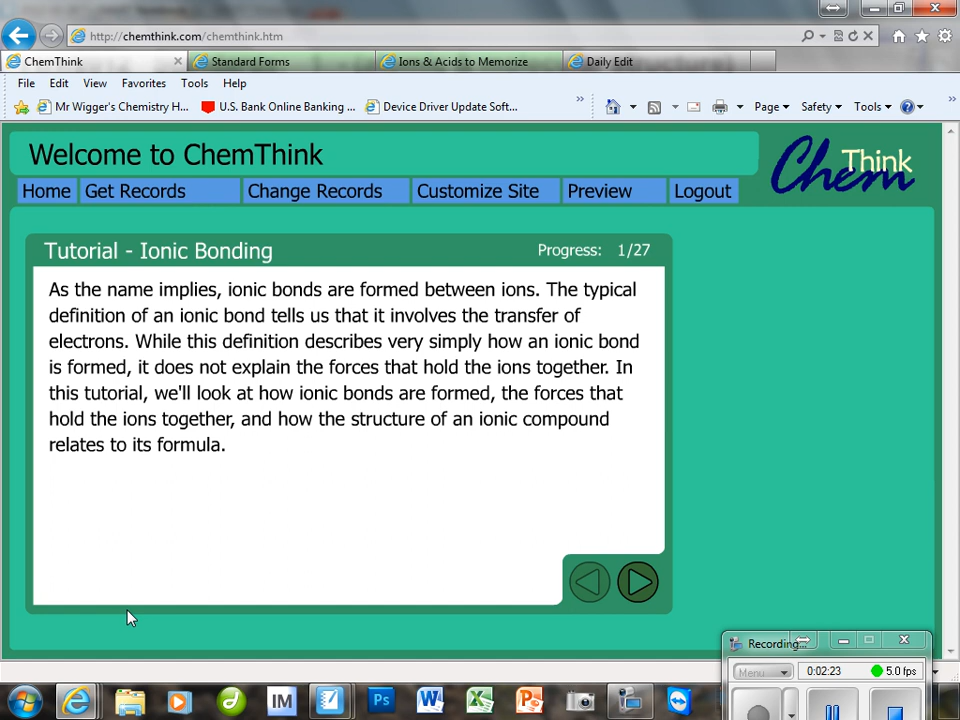 http://chemthink.com/chemthink.htm
ChemThink
Standard Forms
Ions & Acids to Memorize
Daily Edit
File Edit View Favorites Tools Help
Mr Wigger's Chemistry H...
U.S. Bank Online Banking ...
Device Driver Update Soft...
Page
Safety
Tools
Welcome to ChemThink
Chem Think
Home
Get Records
Change Records
Customize Site
Preview
Logout
Tutorial - Ionic Bonding
Progress: 1/27
As the name implies, ionic bonds are formed between ions. The typical
definition of an ionic bond tells us that it involves the transfer of
electrons. While this definition describes very simply how an ionic bond
is formed, it does not explain the forces that hold the ions together. In
this tutorial, we'll look at how ionic bonds are formed, the forces that
hold the ions together, and how the structure of an ionic compound
relates to its formula.
Recording...
Menu
0:02:23
5.0 fps
IM
Ps